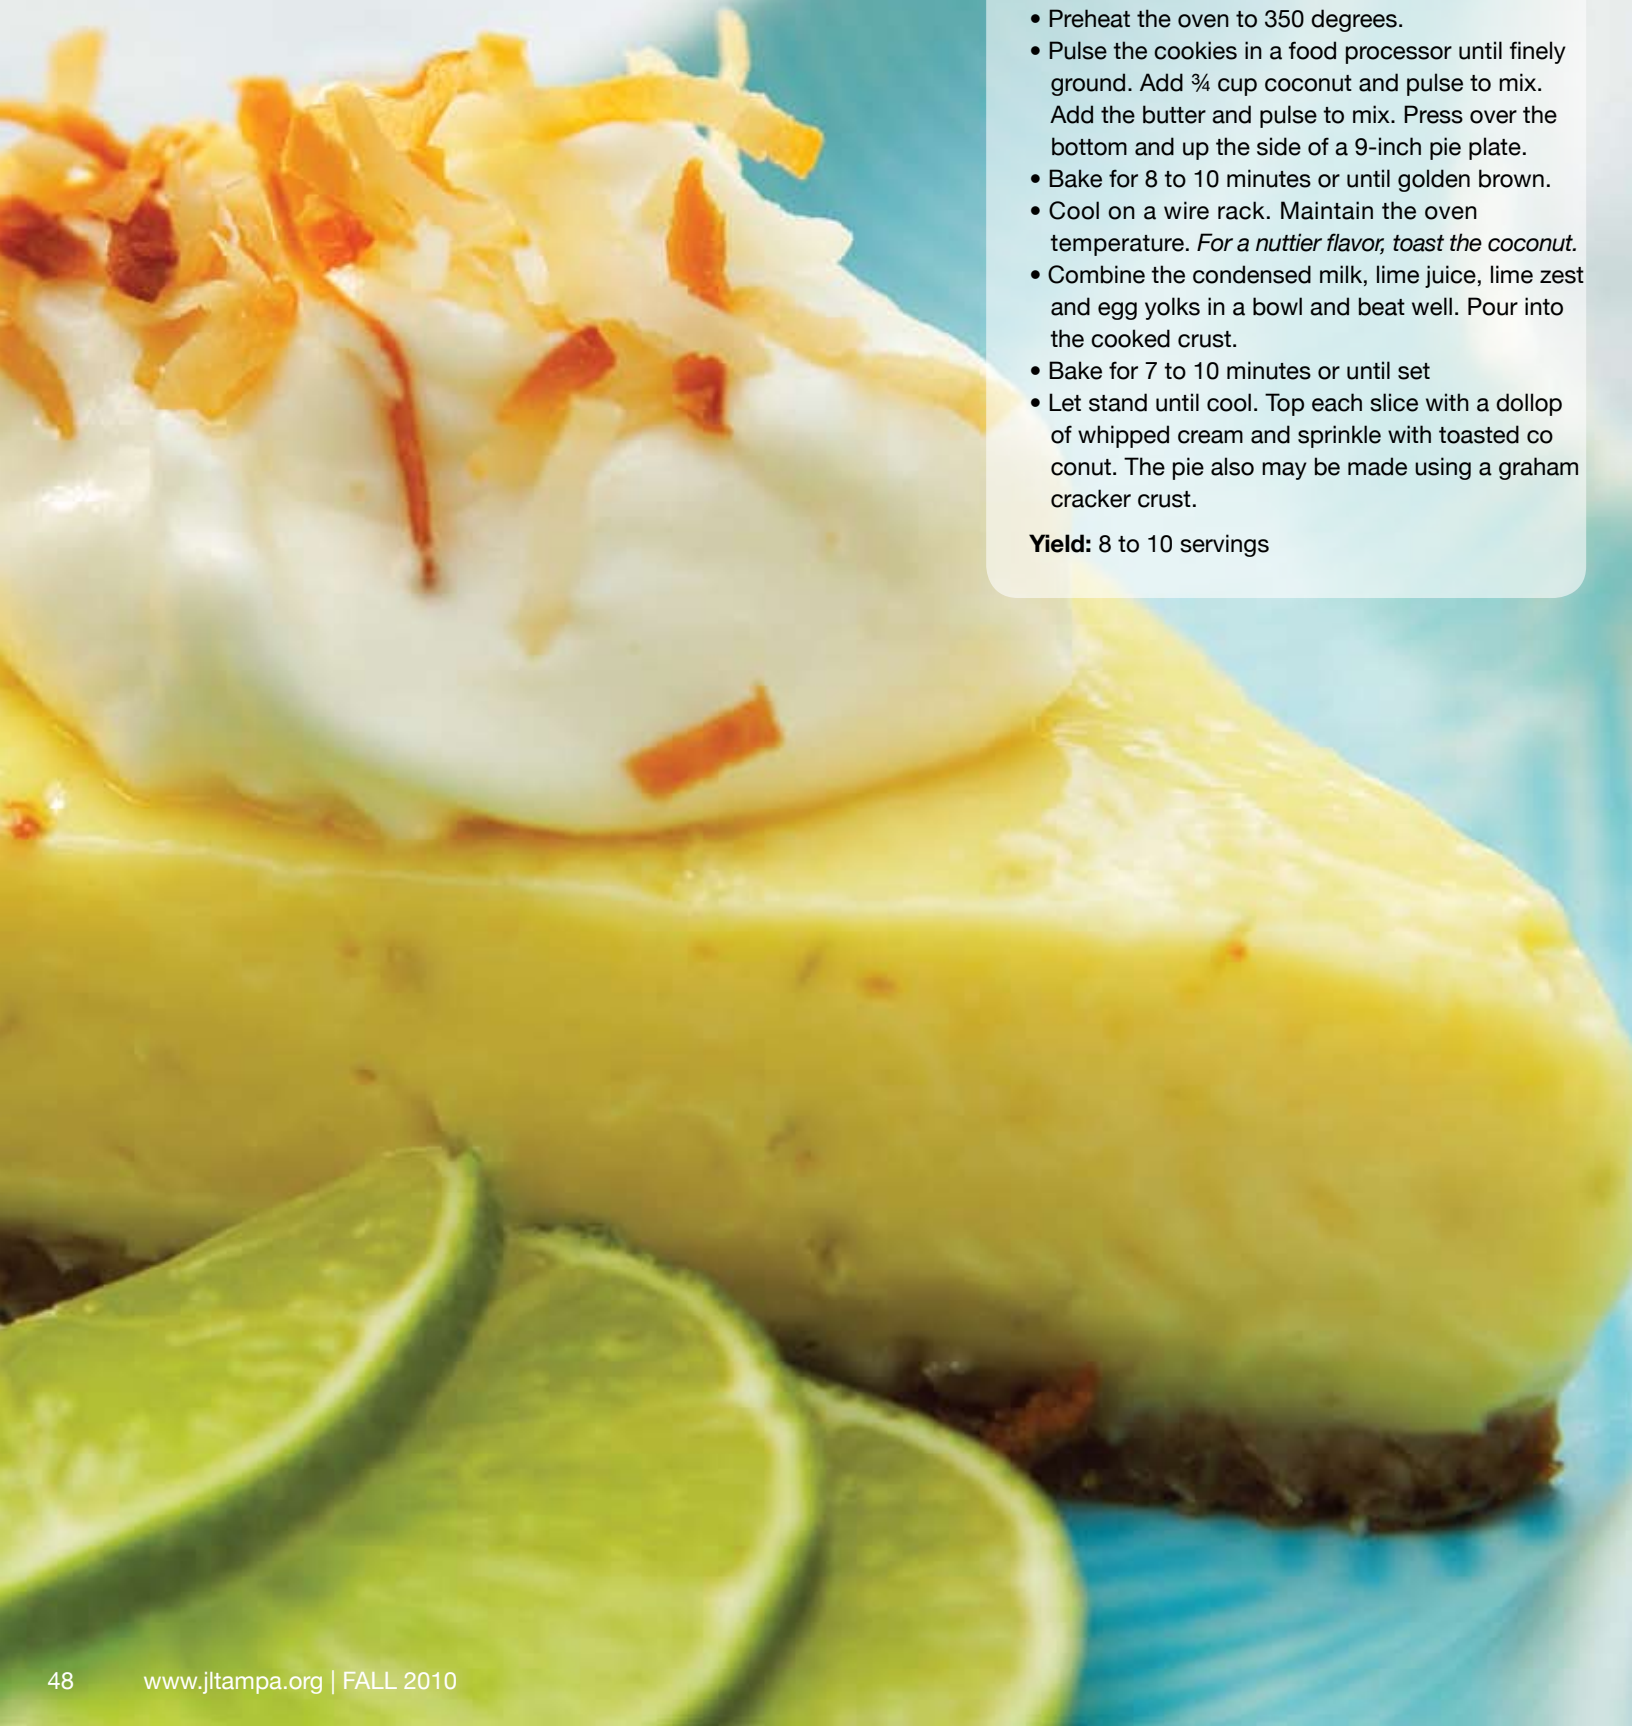 • Preheat the oven to 350 degrees.
• Pulse the cookies in a food processor until finely
ground. Add ¾ cup coconut and pulse to mix.
Add the butter and pulse to mix. Press over the
bottom and up the side of a 9-inch pie plate.
• Bake for 8 to 10 minutes or until golden brown.
• Cool on a wire rack. Maintain the oven
temperature. For a nuttier flavor, toast the coconut.
• Combine the condensed milk, lime juice, lime zest
and egg yolks in a bowl and beat well. Pour into
the cooked crust.
• Bake for 7 to 10 minutes or until set
• Let stand until cool. Top each slice with a dollop
of whipped cream and sprinkle with toasted co
conut. The pie also may be made using a graham
cracker crust.
Yield: 8 to 10 servings
48 www.jltampa.org | FALL 2010